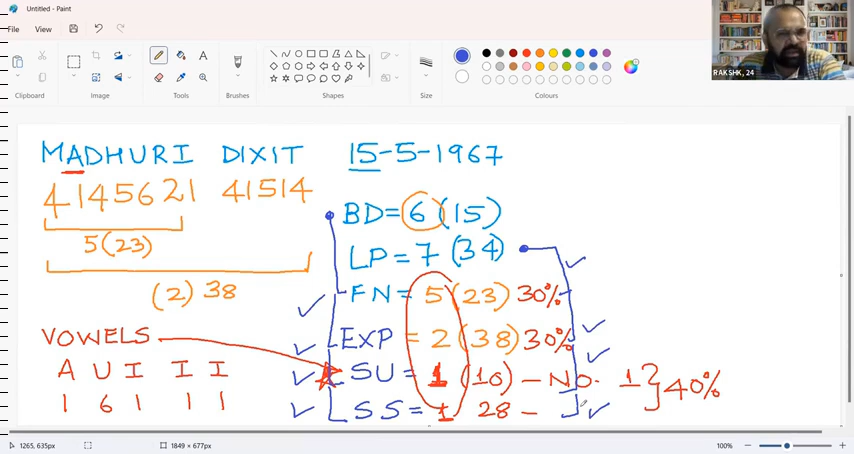 Untitled - Paint
File View
Clipboard Image Tools Brushes Shapes Size Colours
RAKSHK, 24
MADHURI DIXIT 15-5-1967
4145621 41514
5(23)
(2) 38
BD = 6 (15)
LP = 7 (34)
FN = 5 (23) 30%
EXP = 2 (38) 30%
VOWELS
A U I I I
1 6 1 1 1
SU = 1 (10) - NO. 1 } 40%
SS = 1 28 -
1265, 635px 1849 × 677px 100%